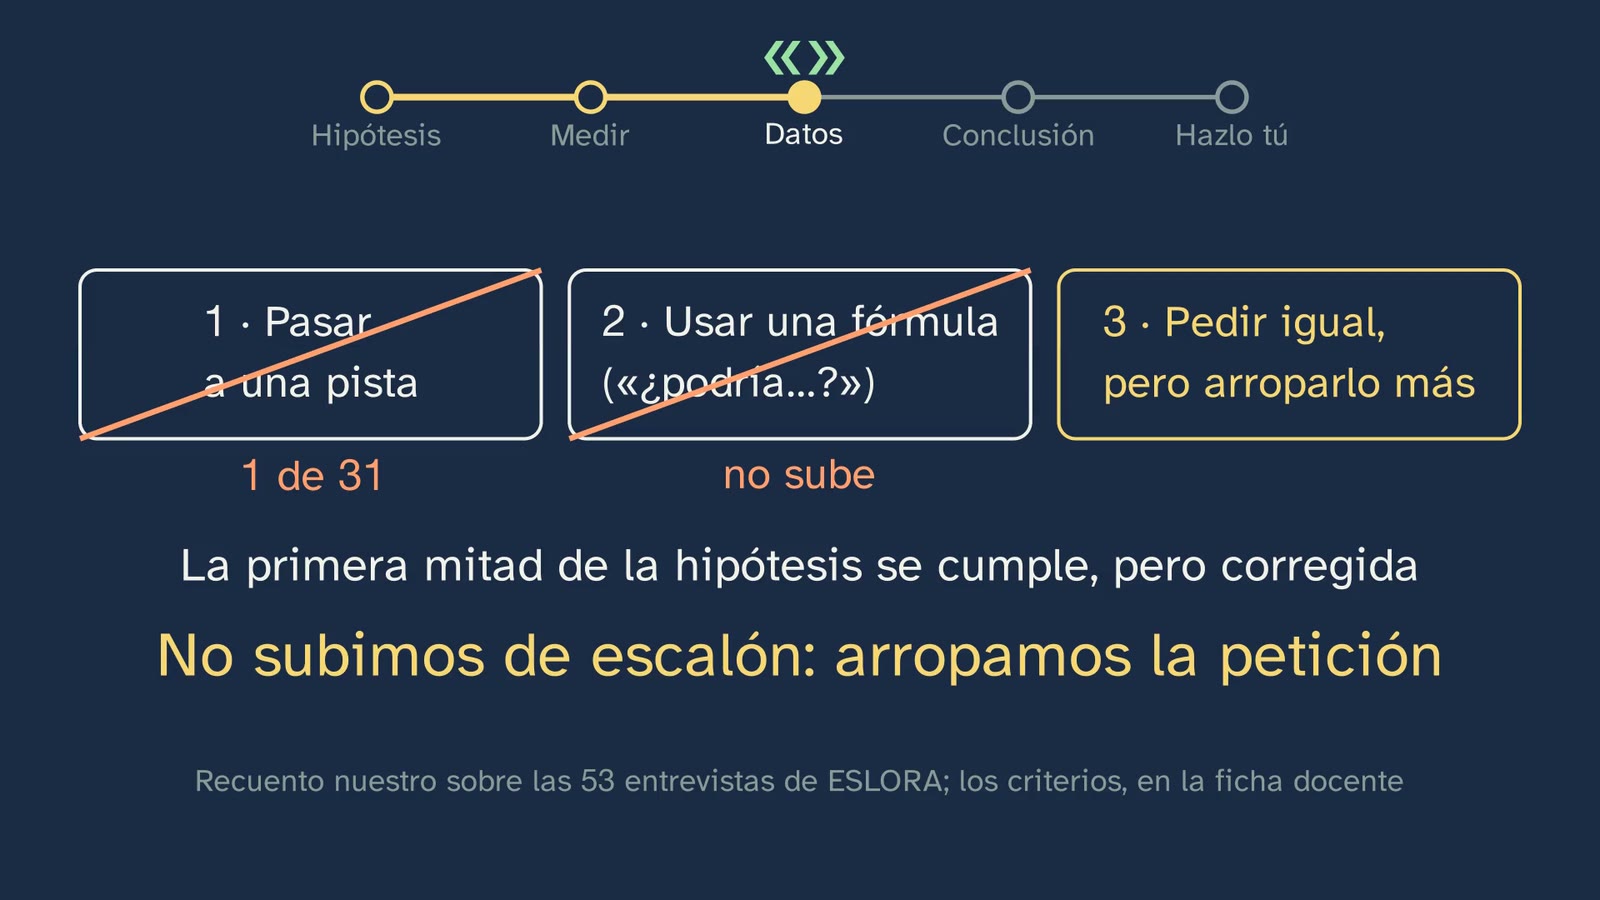 «»
Hipótesis Medir Datos Conclusión Hazlo tú
1 · Pasar
a una pista
2 · Usar una fórmula
(«¿podría...?»)
3 · Pedir igual,
pero arroparlo más
1 de 31
no sube
La primera mitad de la hipótesis se cumple, pero corregida
No subimos de escalón: arropamos la petición
Recuento nuestro sobre las 53 entrevistas de ESLORA; los criterios, en la ficha docente